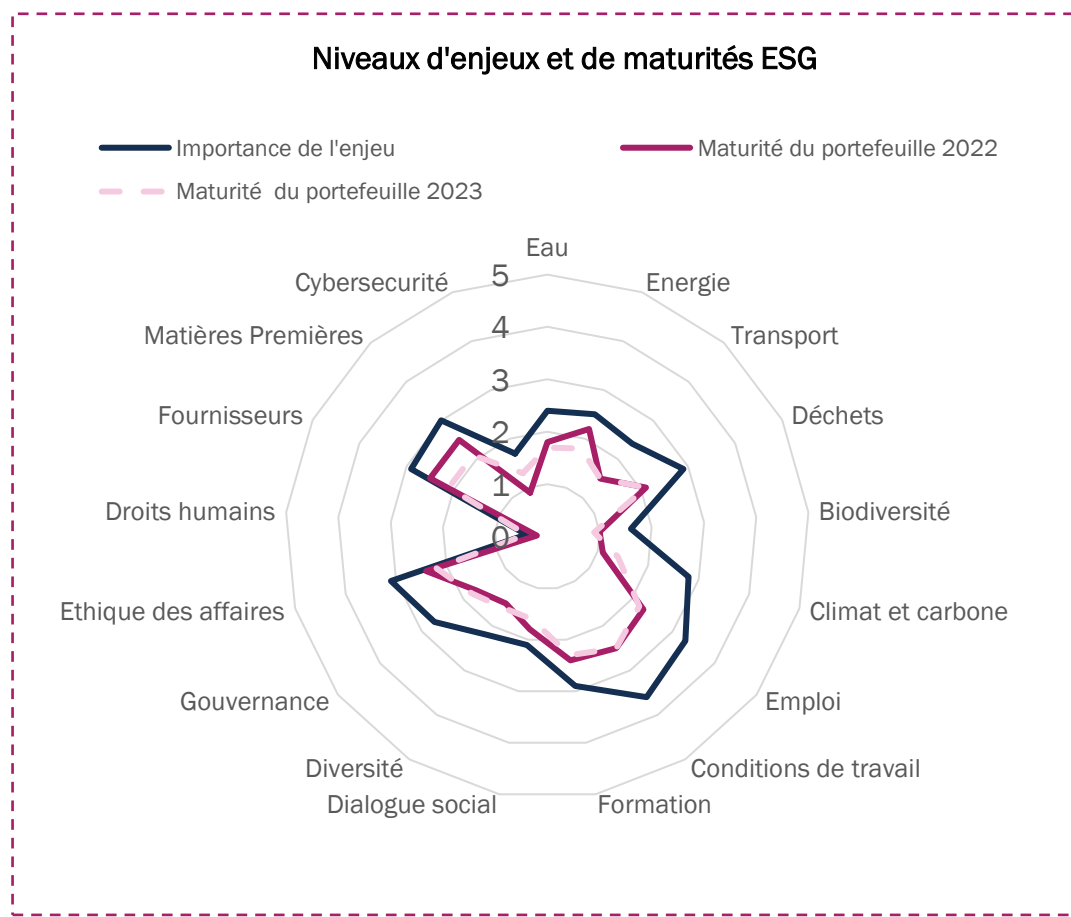 Niveaux d'enjeux et de maturités ESG
Importance de l'enjeu
Maturité du portefeuille 2022
Maturité  du portefeuille 2023
Eau
Energie
Transport
Déchets
Biodiversité
Climat et carbone
Emploi
Conditions de travail
Formation
Dialogue social
Diversité
Gouvernance
Ethique des affaires
Droits humains
Fournisseurs
Matières Premières
Cybersecurité
5
4
3
2
1
0